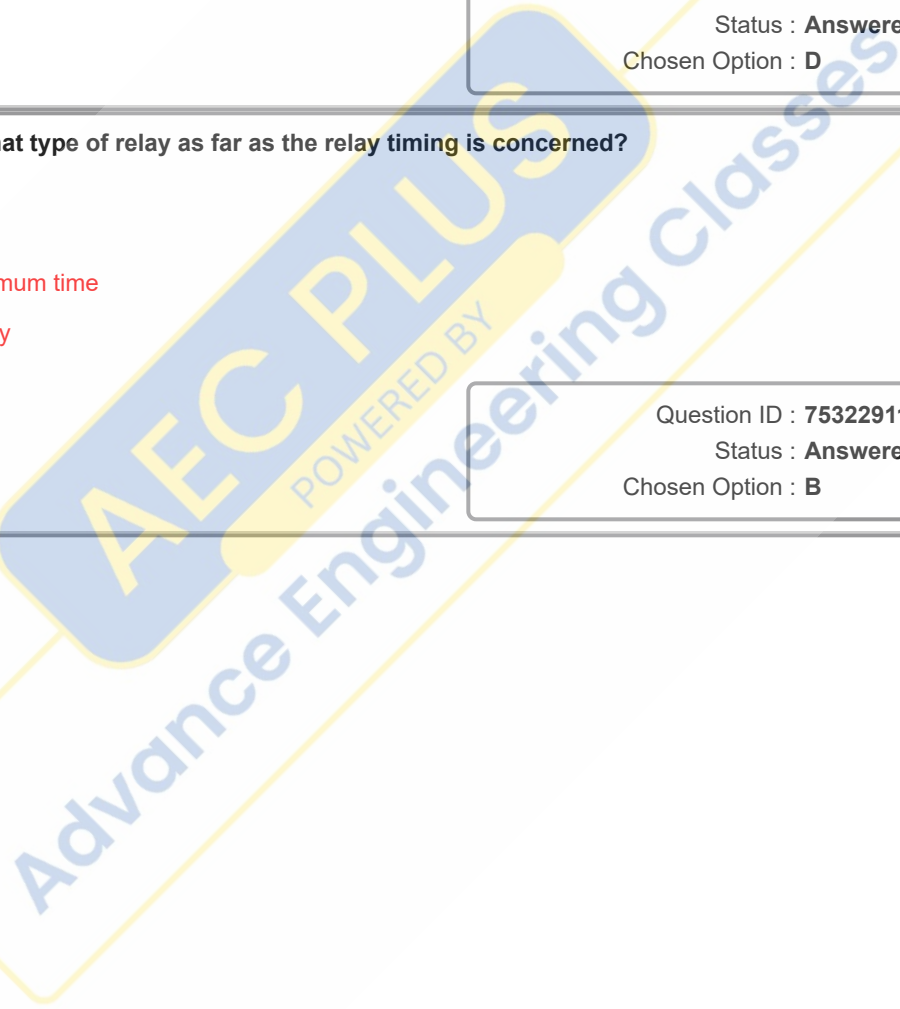 Status : Answere
Chosen Option : D
at type of relay as far as the relay timing is concerned?
mum time
y
Question ID : 7532291
Status : Answere
Chosen Option : B
AEC PLUS
POWERED BY
Advance Engineering Classes